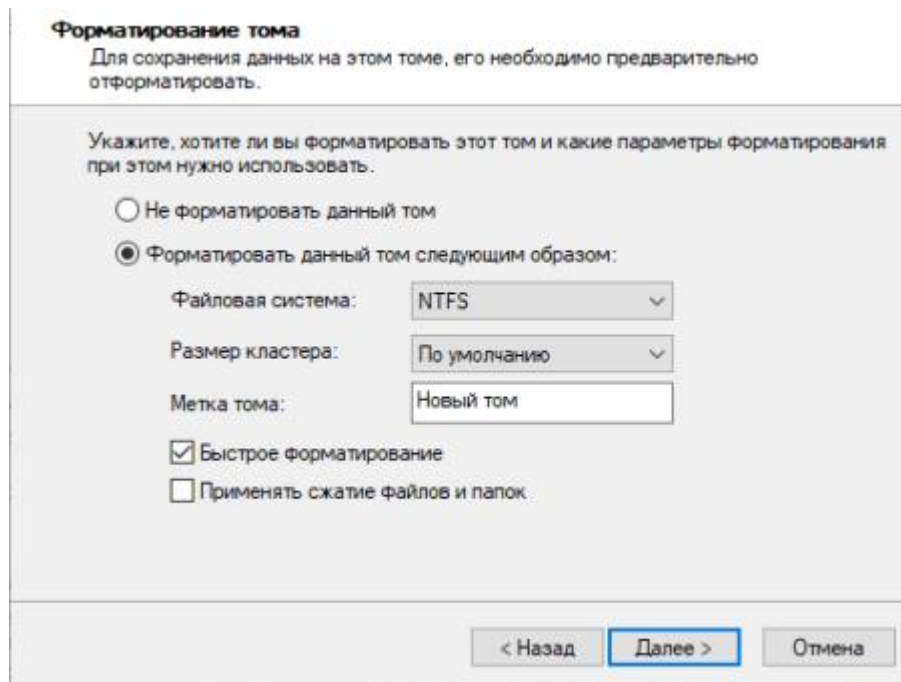 Форматирование тома
Для сохранения данных на этом томе, его необходимо предварительно
отформатировать.
Укажите, хотите ли вы форматировать этот том и какие параметры форматирования
при этом нужно использовать.
Не форматировать данный том
Форматировать данный том следующим образом:
Файловая система: NTFS
Размер кластера: По умолчанию
Метка тома: Новый том
Быстрое форматирование
Применять сжатие файлов и папок
< Назад Далее > Отмена